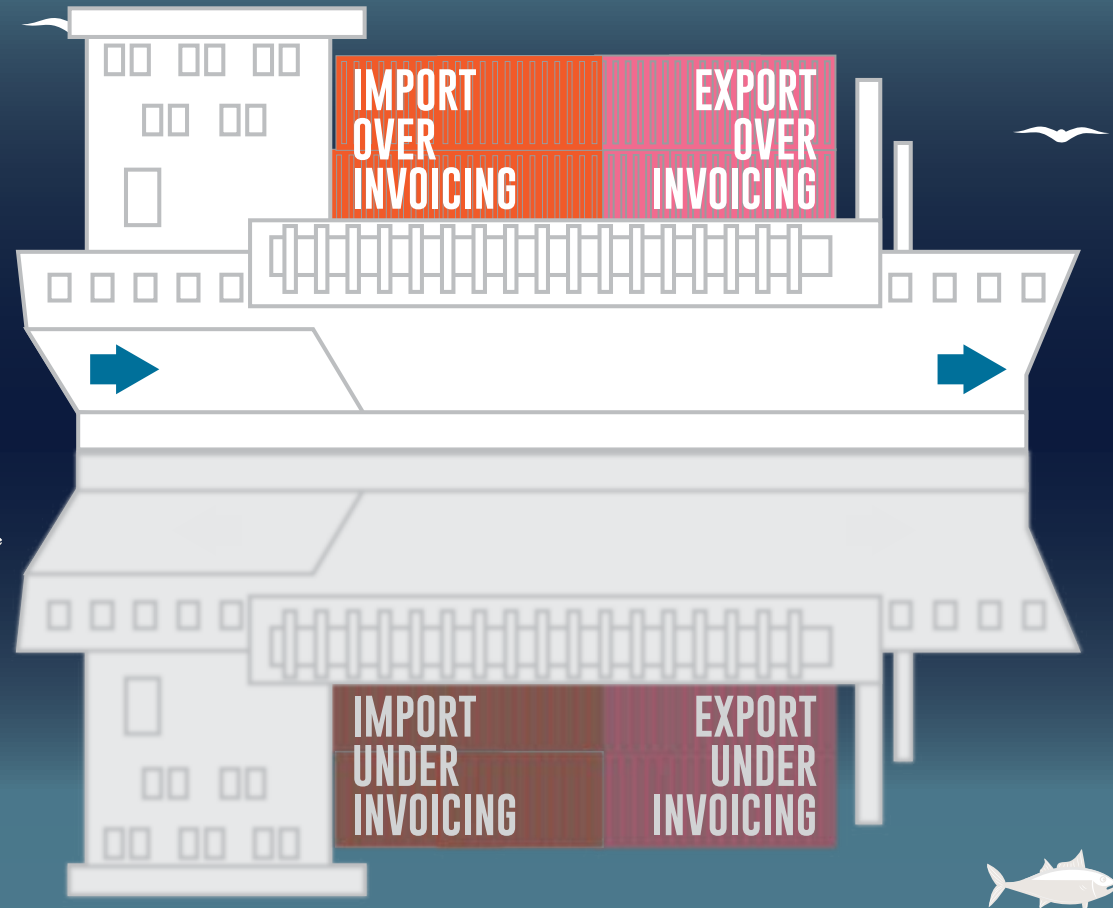 IMPORT
OVER
INVOICING
EXPORT
OVER
INVOICING
IMPORT
UNDER
INVOICING
EXPORT
UNDER
INVOICING